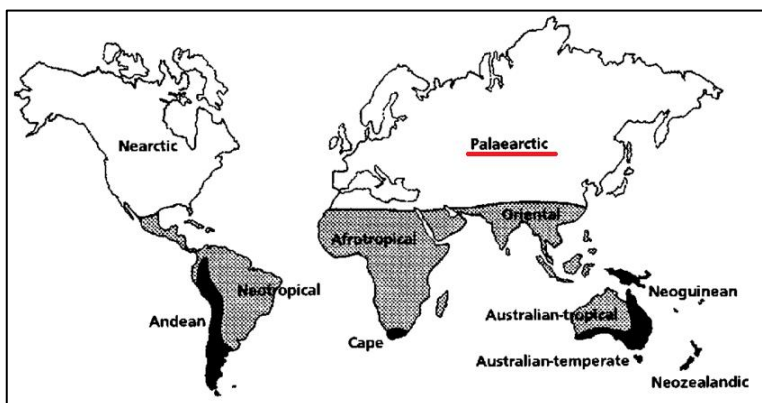 Nearctic
Palaearctic
Oriental
Afrotropical
Neotropical
Neoguinean
Andean
Australian-tropical
Cape
Australian-temperate
Neozealandic